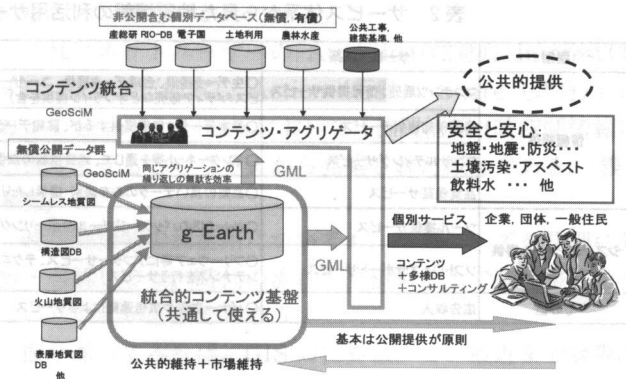 非公開含む個別データベース(無償, 有償)
産総研 RIO-DB
電子国
土地利用
農林水産
公共工事,
建築基準, 他
コンテンツ統合
GeoSciM
公共的提供
コンテンツ・アグリゲータ
安全と安心:
地盤・地震・防災・・・
土壌汚染・アスベスト
飲料水 ・・・ 他
無償公開データ群
GeoSciM
同じアグリゲーションの
繰り返しの無駄を効率
GML
シームレス地質図
構造図DB
火山地質図
表層地質図
DB
他
g-Earth
統合的コンテンツ基盤
(共通して使える)
GML
個別サービス
企業, 団体, 一般住民
コンテンツ
+多様DB
+コンサルティング
基本は公開提供が原則
公共的維持+市場維持